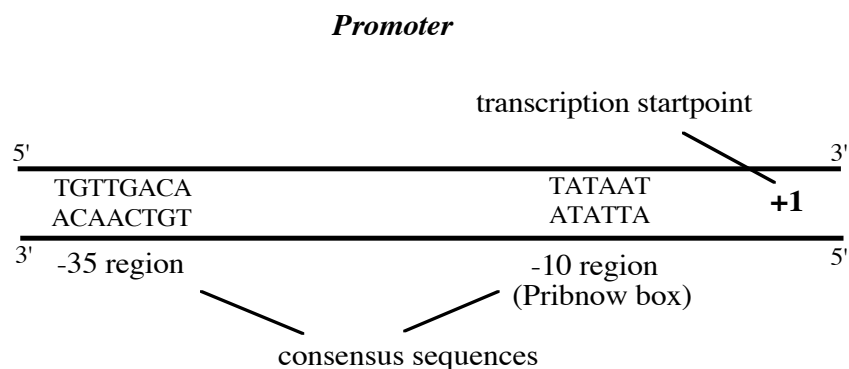 Promoter
transcription startpoint
5' 3'
TGTTGACA TATAAT
ACAACTGT ATATTA +1
3' 5'
-35 region -10 region
(Pribnow box)
consensus sequences